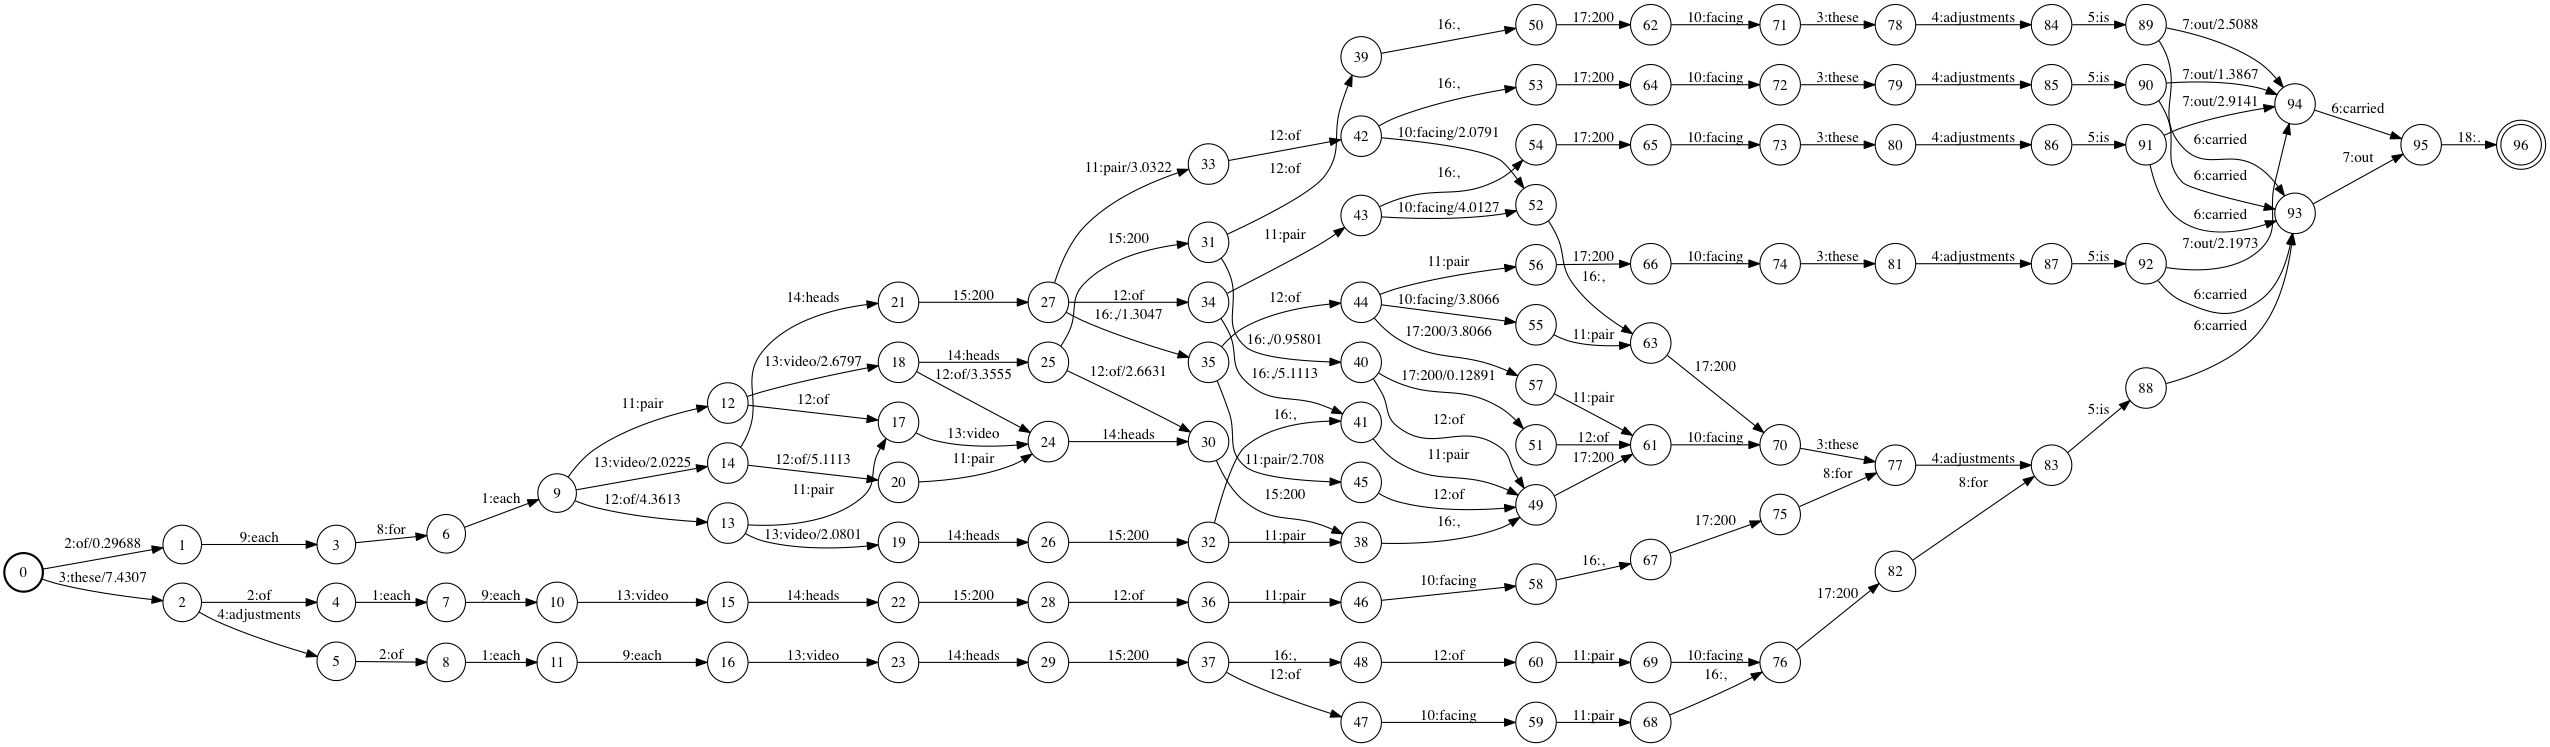 39
16:,
50
17:200
62
10:facing
71
3:these
78
4:adjustments
84
5:is
89
7:out/2.5088
42
16:,
53
17:200
64
10:facing
72
3:these
79
4:adjustments
85
5:is
90
7:out/1.3867
10:facing/2.0791
54
17:200
65
10:facing
73
3:these
80
4:adjustments
86
5:is
91
7:out/2.9141
94
6:carried
95
18:.
96
11:pair/3.0322
33
12:of
12:of
43
16:,
10:facing/4.0127
52
6:carried
6:carried
6:carried
93
7:out
15:200
31
11:pair
44
11:pair
56
17:200
66
10:facing
74
3:these
81
4:adjustments
87
5:is
92
7:out/2.1973
6:carried
6:carried
16:,
14:heads
21
15:200
27
12:of
34
16:,/1.3047
12:of
10:facing/3.8066
55
11:pair
63
17:200/3.8066
13:video/2.6797
18
14:heads
25
12:of/3.3555
12:of/2.6631
35
16:,/0.95801
40
17:200/0.12891
57
11:pair
17:200
16:,/5.1113
11:pair
12
12:of
17
13:video
24
14:heads
30
16:,
41
12:of
51
12:of
61
10:facing
70
3:these
77
4:adjustments
83
5:is
88
13:video/2.0225
14
12:of/5.1113
20
11:pair
11:pair
11:pair/2.708
45
11:pair
12:of
49
17:200
8:for
8:for
1:each
9
12:of/4.3613
13
13:video/2.0801
19
14:heads
26
15:200
32
11:pair
15:200
38
16:,
17:200
75
0
2:of/0.29688
1
9:each
3
8:for
6
3:these/7.4307
2
2:of
4
1:each
7
9:each
10
13:video
15
14:heads
22
15:200
28
12:of
36
11:pair
46
10:facing
58
16:,
67
17:200
82
4:adjustments
5
2:of
8
1:each
11
9:each
16
13:video
23
14:heads
29
15:200
37
16:,
48
12:of
60
11:pair
69
10:facing
76
12:of
47
10:facing
59
11:pair
68
16:,